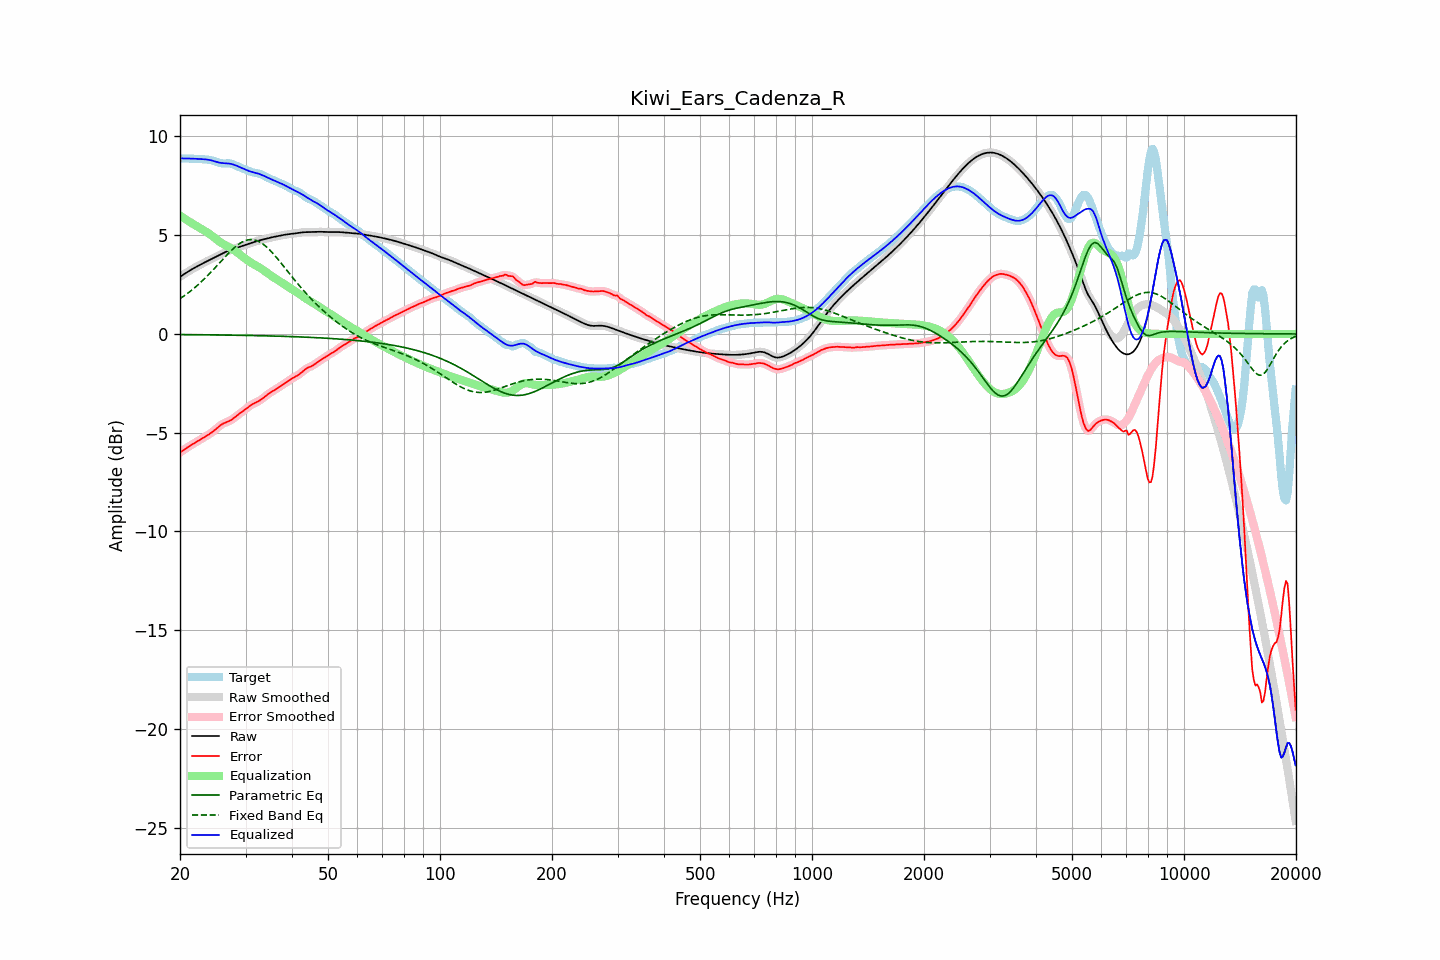 Kiwi_Ears_Cadenza_R
Amplitude (dBr)
10
5
0
−5
−10
−15
−20
−25
Target
Raw Smoothed
Error Smoothed
Raw
Error
Equalization
Parametric Eq
Fixed Band Eq
Equalized
20 50 100 200 500 1000 2000 5000 10000 20000
Frequency (Hz)